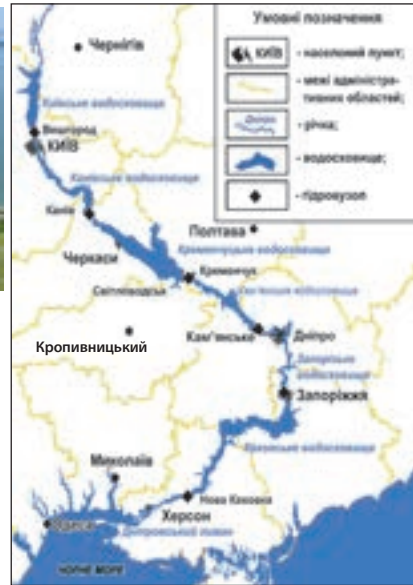 Умовні позначення
КИЇВ - населений пункт;
- межі адміністра-
тивних областей;
Дніпро - річка;
- водосховище;
- гідровузол
Чернігів
Київське водосховище
Вишгород
КИЇВ
Канівське водосховище
Канів
Полтава
Черкаси
Кременчуцьке водосховище
Кременчук
Світловодськ
Кам'янське водосховище
Кропивницький
Кам'янське
Дніпро
Запорізьке
водосховище
Запоріжжя
Каховське водосховище
Миколаїв
Нова Каховка
Херсон
Одеса
Дніпровський лиман
ЧОРНЕ МОРЕ